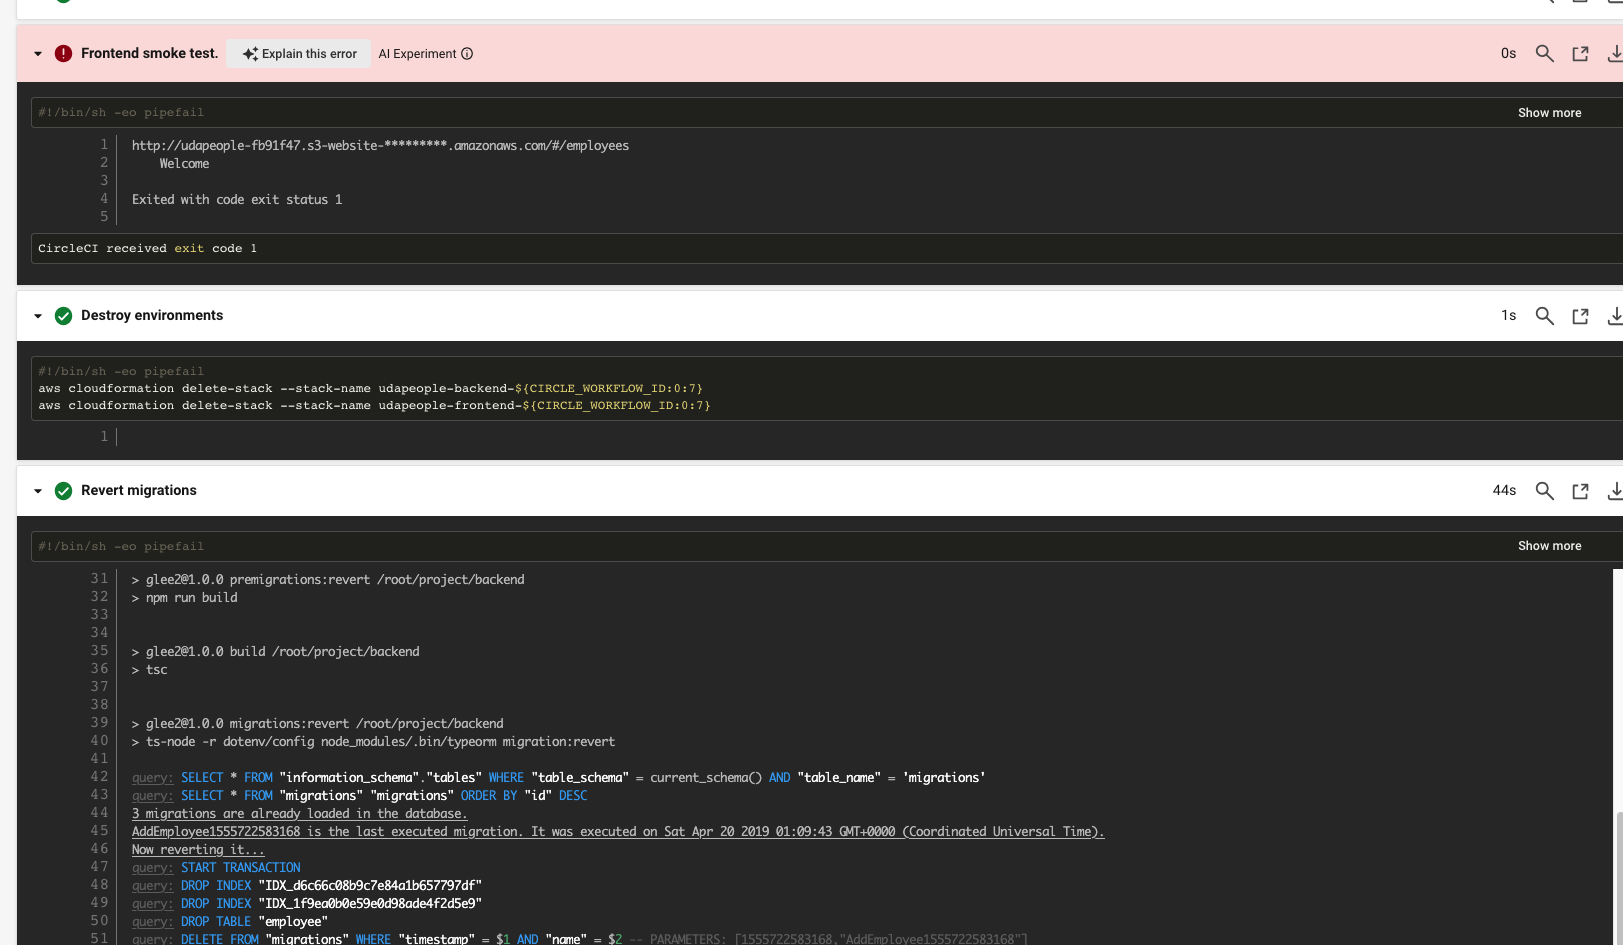 Frontend smoke test. Explain this error AI Experiment 0s
#!/bin/sh -eo pipefail Show more
1 http://udapeople-fb91f47.s3-website-*********.amazonaws.com/#/employees
2 Welcome
3
4 Exited with code exit status 1
5
CircleCI received exit code 1
Destroy environments 1s
#!/bin/sh -eo pipefail
aws cloudformation delete-stack --stack-name udapeople-backend-${CIRCLE_WORKFLOW_ID:0:7}
aws cloudformation delete-stack --stack-name udapeople-frontend-${CIRCLE_WORKFLOW_ID:0:7}
1
Revert migrations 44s
#!/bin/sh -eo pipefail Show more
31 > glee2@1.0.0 premigrations:revert /root/project/backend
32 > npm run build
33
34
35 > glee2@1.0.0 build /root/project/backend
36 > tsc
37
38
39 > glee2@1.0.0 migrations:revert /root/project/backend
40 > ts-node -r dotenv/config node_modules/.bin/typeorm migration:revert
41
42 query: SELECT * FROM "information_schema"."tables" WHERE "table_schema" = current_schema() AND "table_name" = 'migrations'
43 query: SELECT * FROM "migrations" "migrations" ORDER BY "id" DESC
44 3 migrations are already loaded in the database.
45 AddEmployee1555722583168 is the last executed migration. It was executed on Sat Apr 20 2019 01:09:43 GMT+0000 (Coordinated Universal Time).
46 Now reverting it...
47 query: START TRANSACTION
48 query: DROP INDEX "IDX_d6c66c08b9c7e84a1b657797df"
49 query: DROP INDEX "IDX_1f9ea0b0e59e0d98ade4f2d5e9"
50 query: DROP TABLE "employee"
51 query: DELETE FROM "migrations" WHERE "timestamp" = $1 AND "name" = $2 -- PARAMETERS: [1555722583168,"AddEmployee1555722583168"]